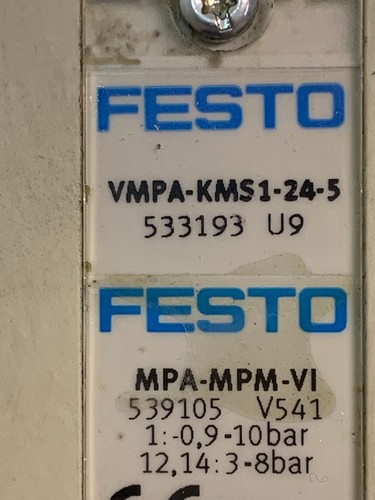 FESTO
VMPA-KMS1-24-5
533193 U9
FESTO
MPA-MPM-VI
539105 V541
1:-0,9-10bar
12,14:3-8bar